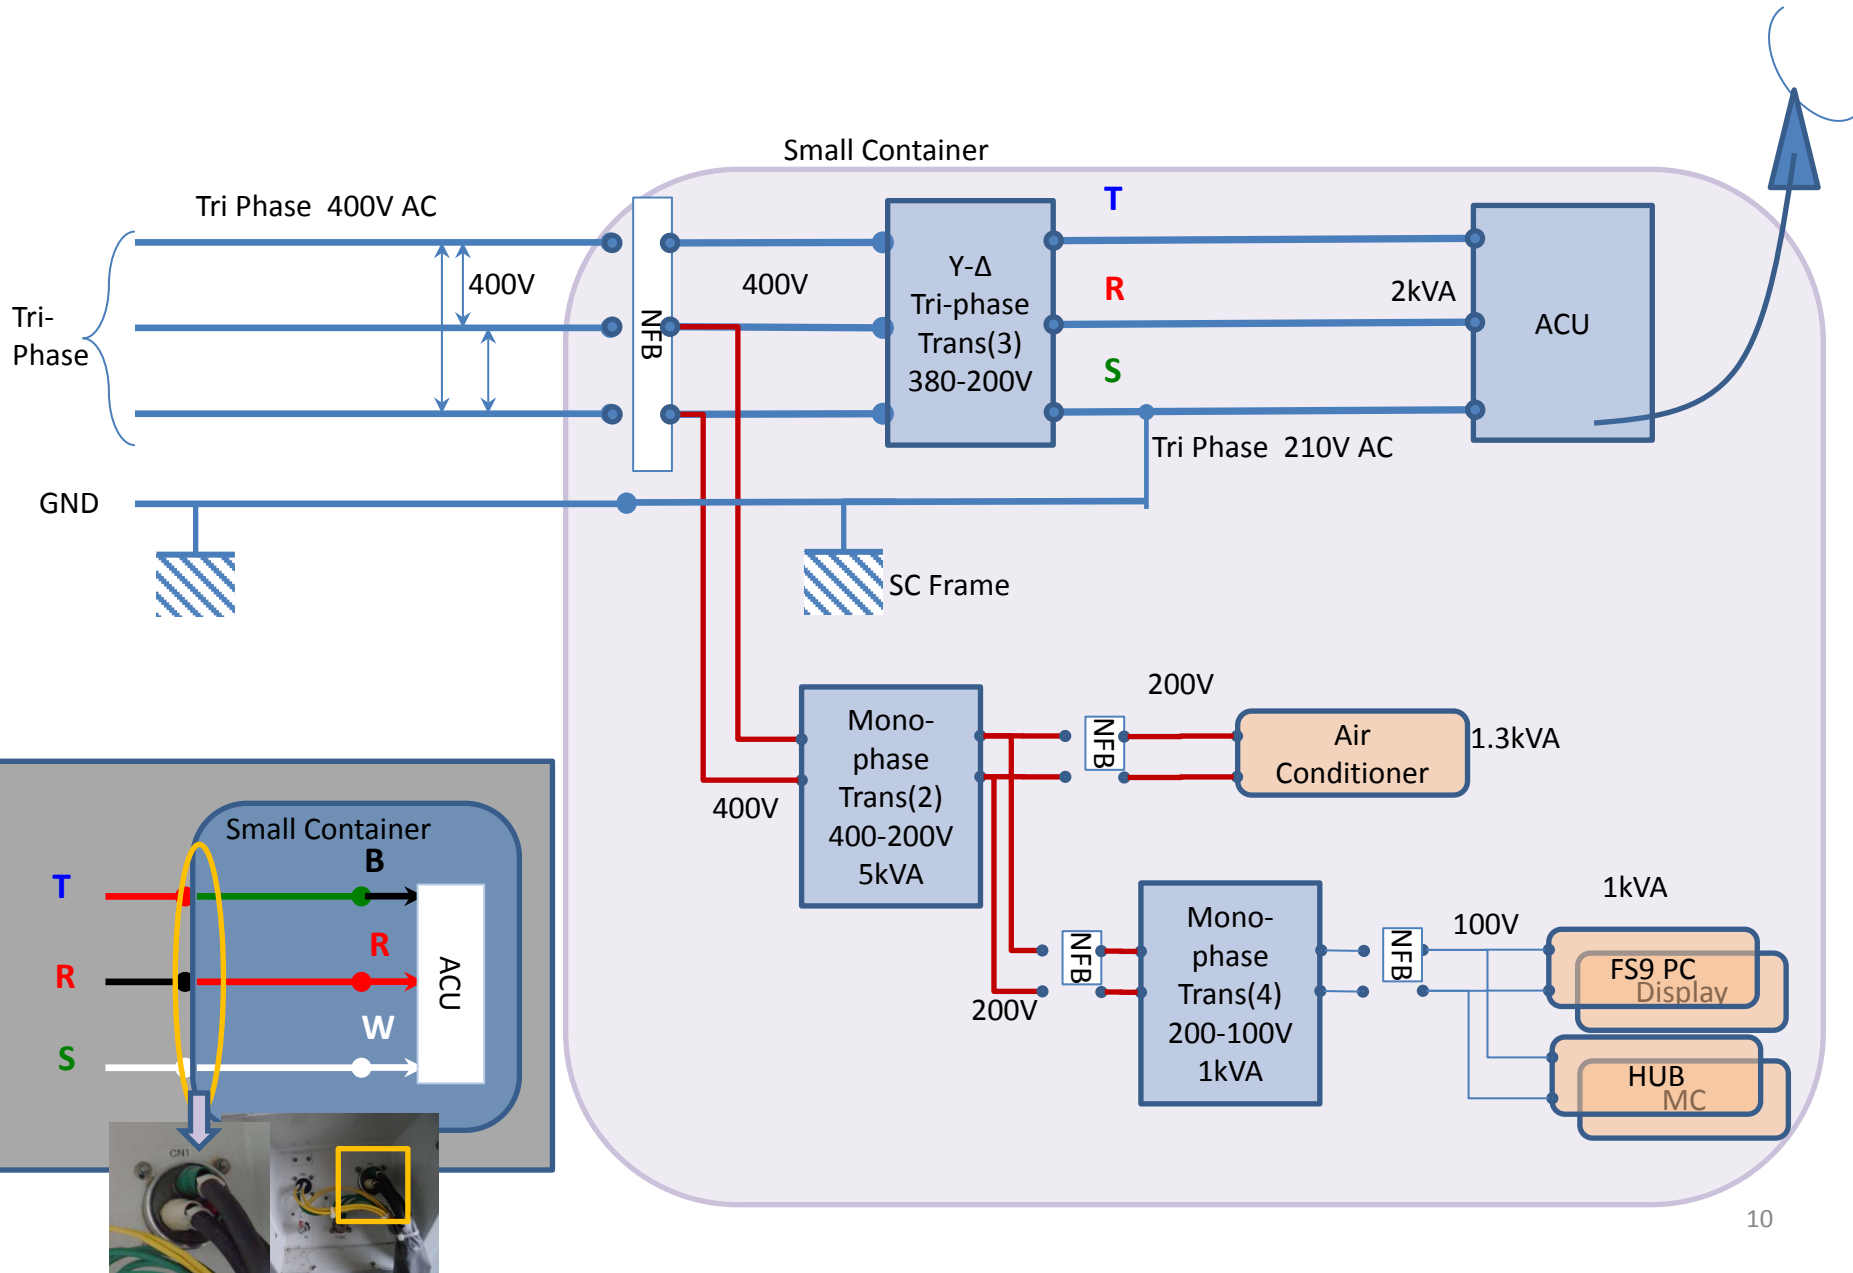 Small Container
Tri Phase  400V AC
T
400V
400V
Y-Δ
Tri-phase
Trans(3)
380-200V
R
2kVA
ACU
Tri-
Phase
NFB
S
Tri Phase  210V AC
GND
SC Frame
Mono-
phase
Trans(2)
400-200V
5kVA
400V
200V
NFB
Air
Conditioner
1.3kVA
Small Container
B
T
R
R
ACU
W
S
CN1
200V
NFB
Mono-
phase
Trans(4)
200-100V
1kVA
NFB
100V
1kVA
FS9 PC
Display
HUB
MC
10